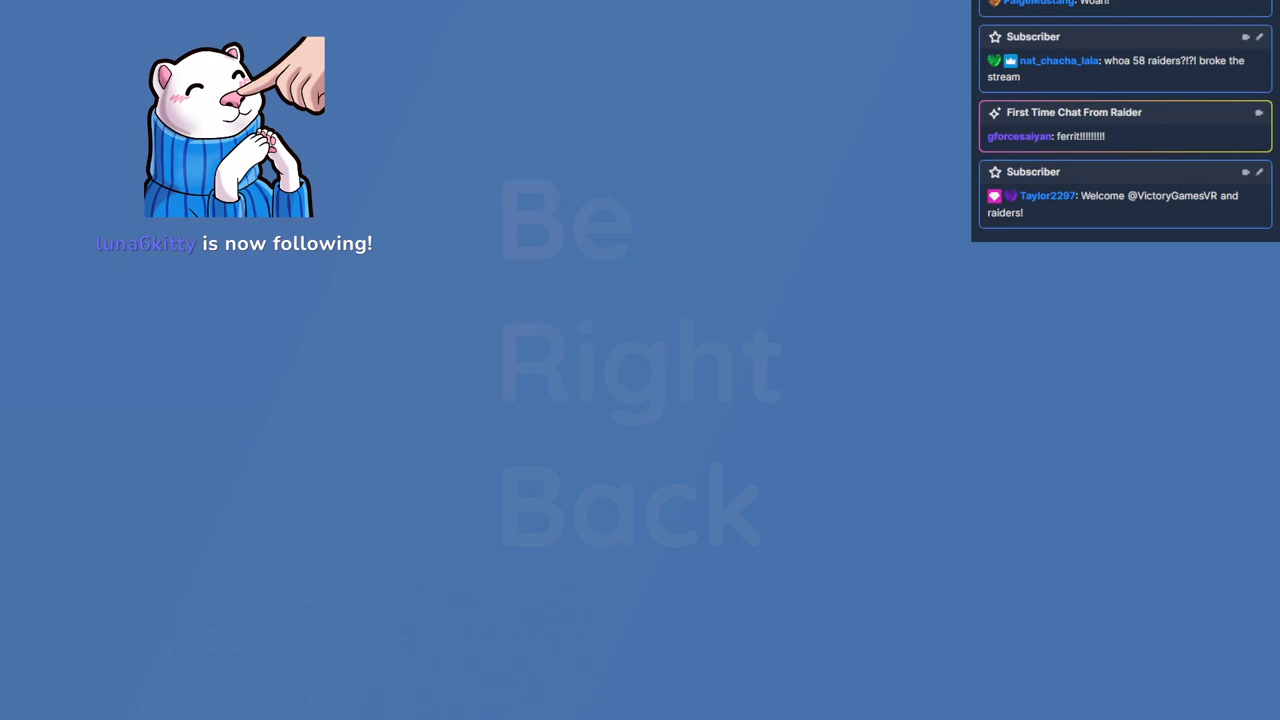 PaigeMustang: Woah!
Subscriber
nat_chacha_lala: whoa 58 raiders?!?! broke the
stream
First Time Chat From Raider
gforcesaiyan: ferrit!!!!!!!!!
Subscriber
Taylor2297: Welcome @VictoryGamesVR and
raiders!
luna6kitty is now following!
Be
Right
Back